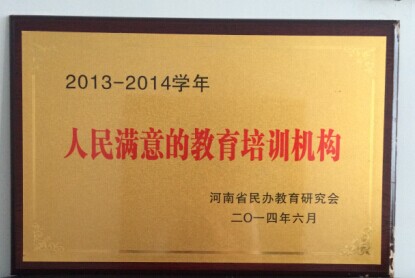 2013-2014学年
人民满意的教育培训机构
河南省民办教育研究会
二〇一四年六月